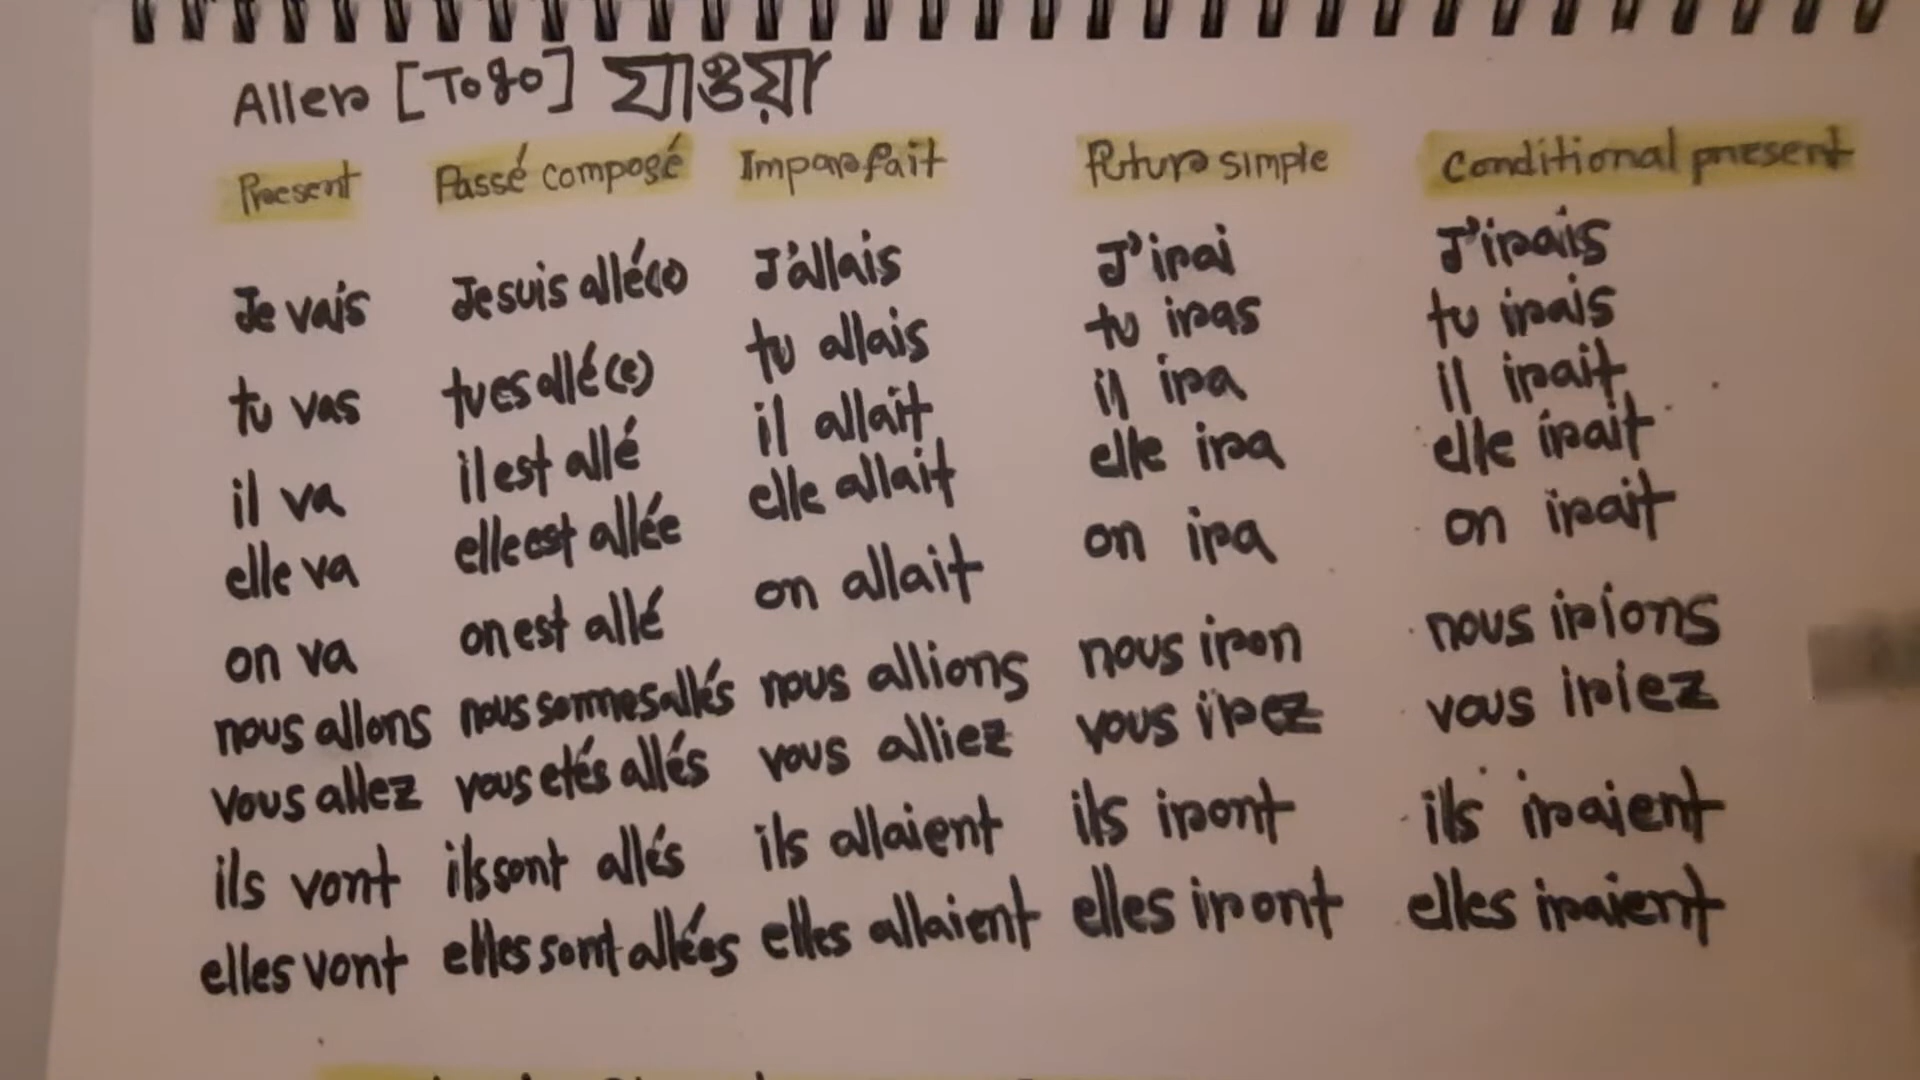 Aller [To go] যাওয়া
Present Passé composé Imparfait futur simple Conditional present
Je vais Je suis allé(e) J'allais J'irai J'irais
tu vas tu es allé(e) tu allais tu iras tu irais
il va il est allé il allait il ira il irait
elle va elle est allée elle allait elle ira elle irait
on va on est allé on allait on ira on irait
nous allons nous sommes allés nous allions nous iron nous irions
vous allez vous etés allés vous alliez vous irez vous iriez
ils vont ils sont allés ils allaient ils iront ils iraient
elles vont elles sont allées elles allaient elles iront elles iraient